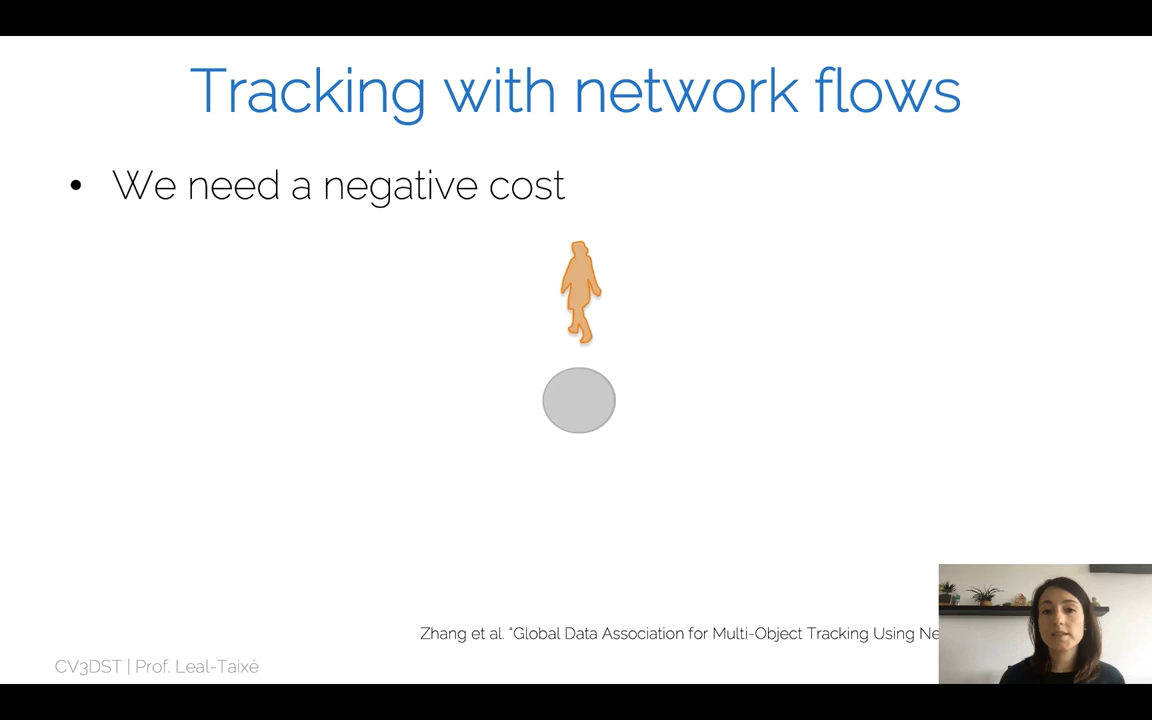 Tracking with network flows
• We need a negative cost
Zhang et al. “Global Data Association for Multi-Object Tracking Using
CV3DST | Prof. Leal-Taixé